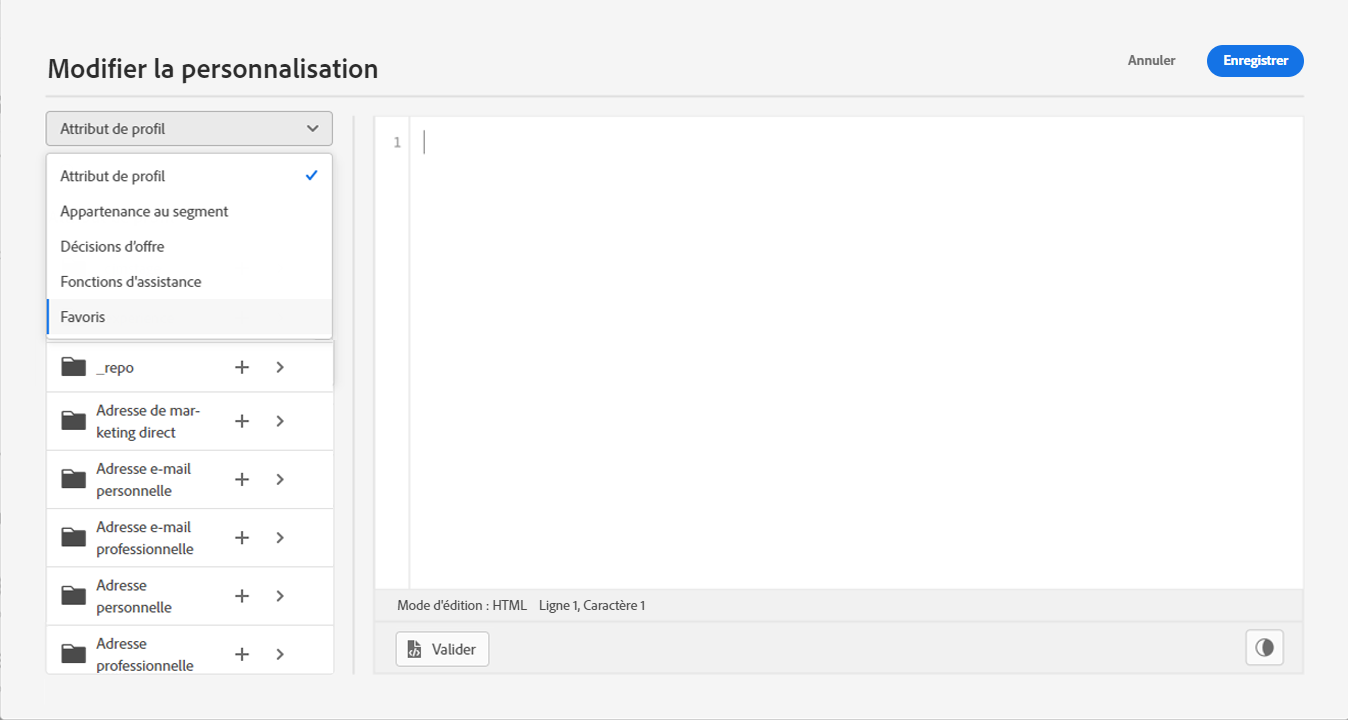 Modifier la personnalisation
Annuler
Enregistrer
Attribut de profil
Attribut de profil
Appartenance au segment
Décisions d'offre
Fonctions d'assistance
Favoris
_repo
Adresse de mar-
keting direct
Adresse e-mail
personnelle
Adresse e-mail
professionnelle
Adresse
personnelle
Adresse
professionnelle
1
Mode d'édition : HTML Ligne 1, Caractère 1
Valider